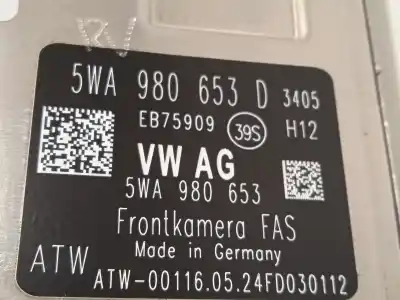 5WA 980 653 D 3405
EB75909 39S H12
VW AG
5WA 980 653
Frontkamera FAS
Made in Germany
ATW
ATW-00116.05.24FD030112